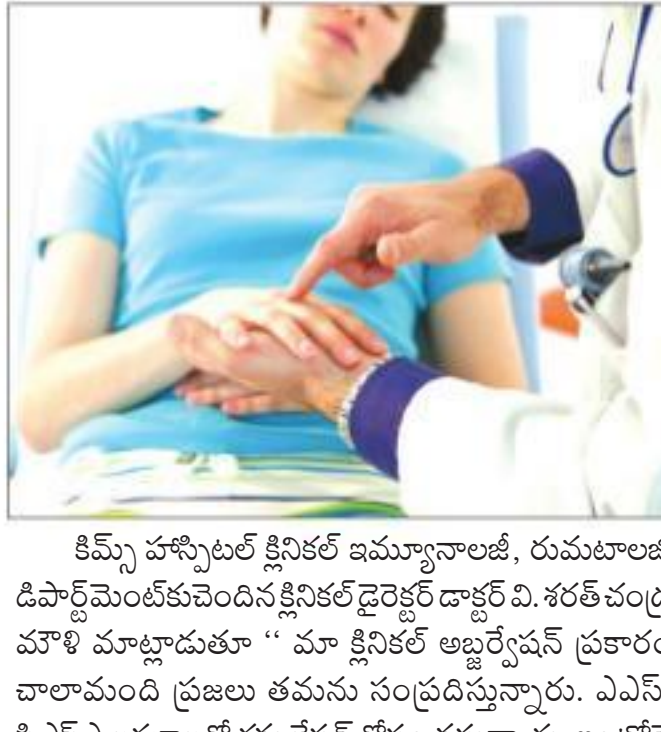 కిమ్స్ హాస్పిటల్ క్లినికల్ ఇమ్యూనాలజీ, రుమటాలజీ
డిపార్ట్‌మెంట్‌కుచెందినక్లినికల్‌డైరెక్టర్ డాక్టర్ వి. శరత్ చంద్ర
మౌళి మాట్లాడుతూ ‘‘ మా క్లినికల్ అబ్జర్వేషన్ ప్రకారం
చాలామంది ప్రజలు తమను సంప్రదిస్తున్నారు. ఎఎస్